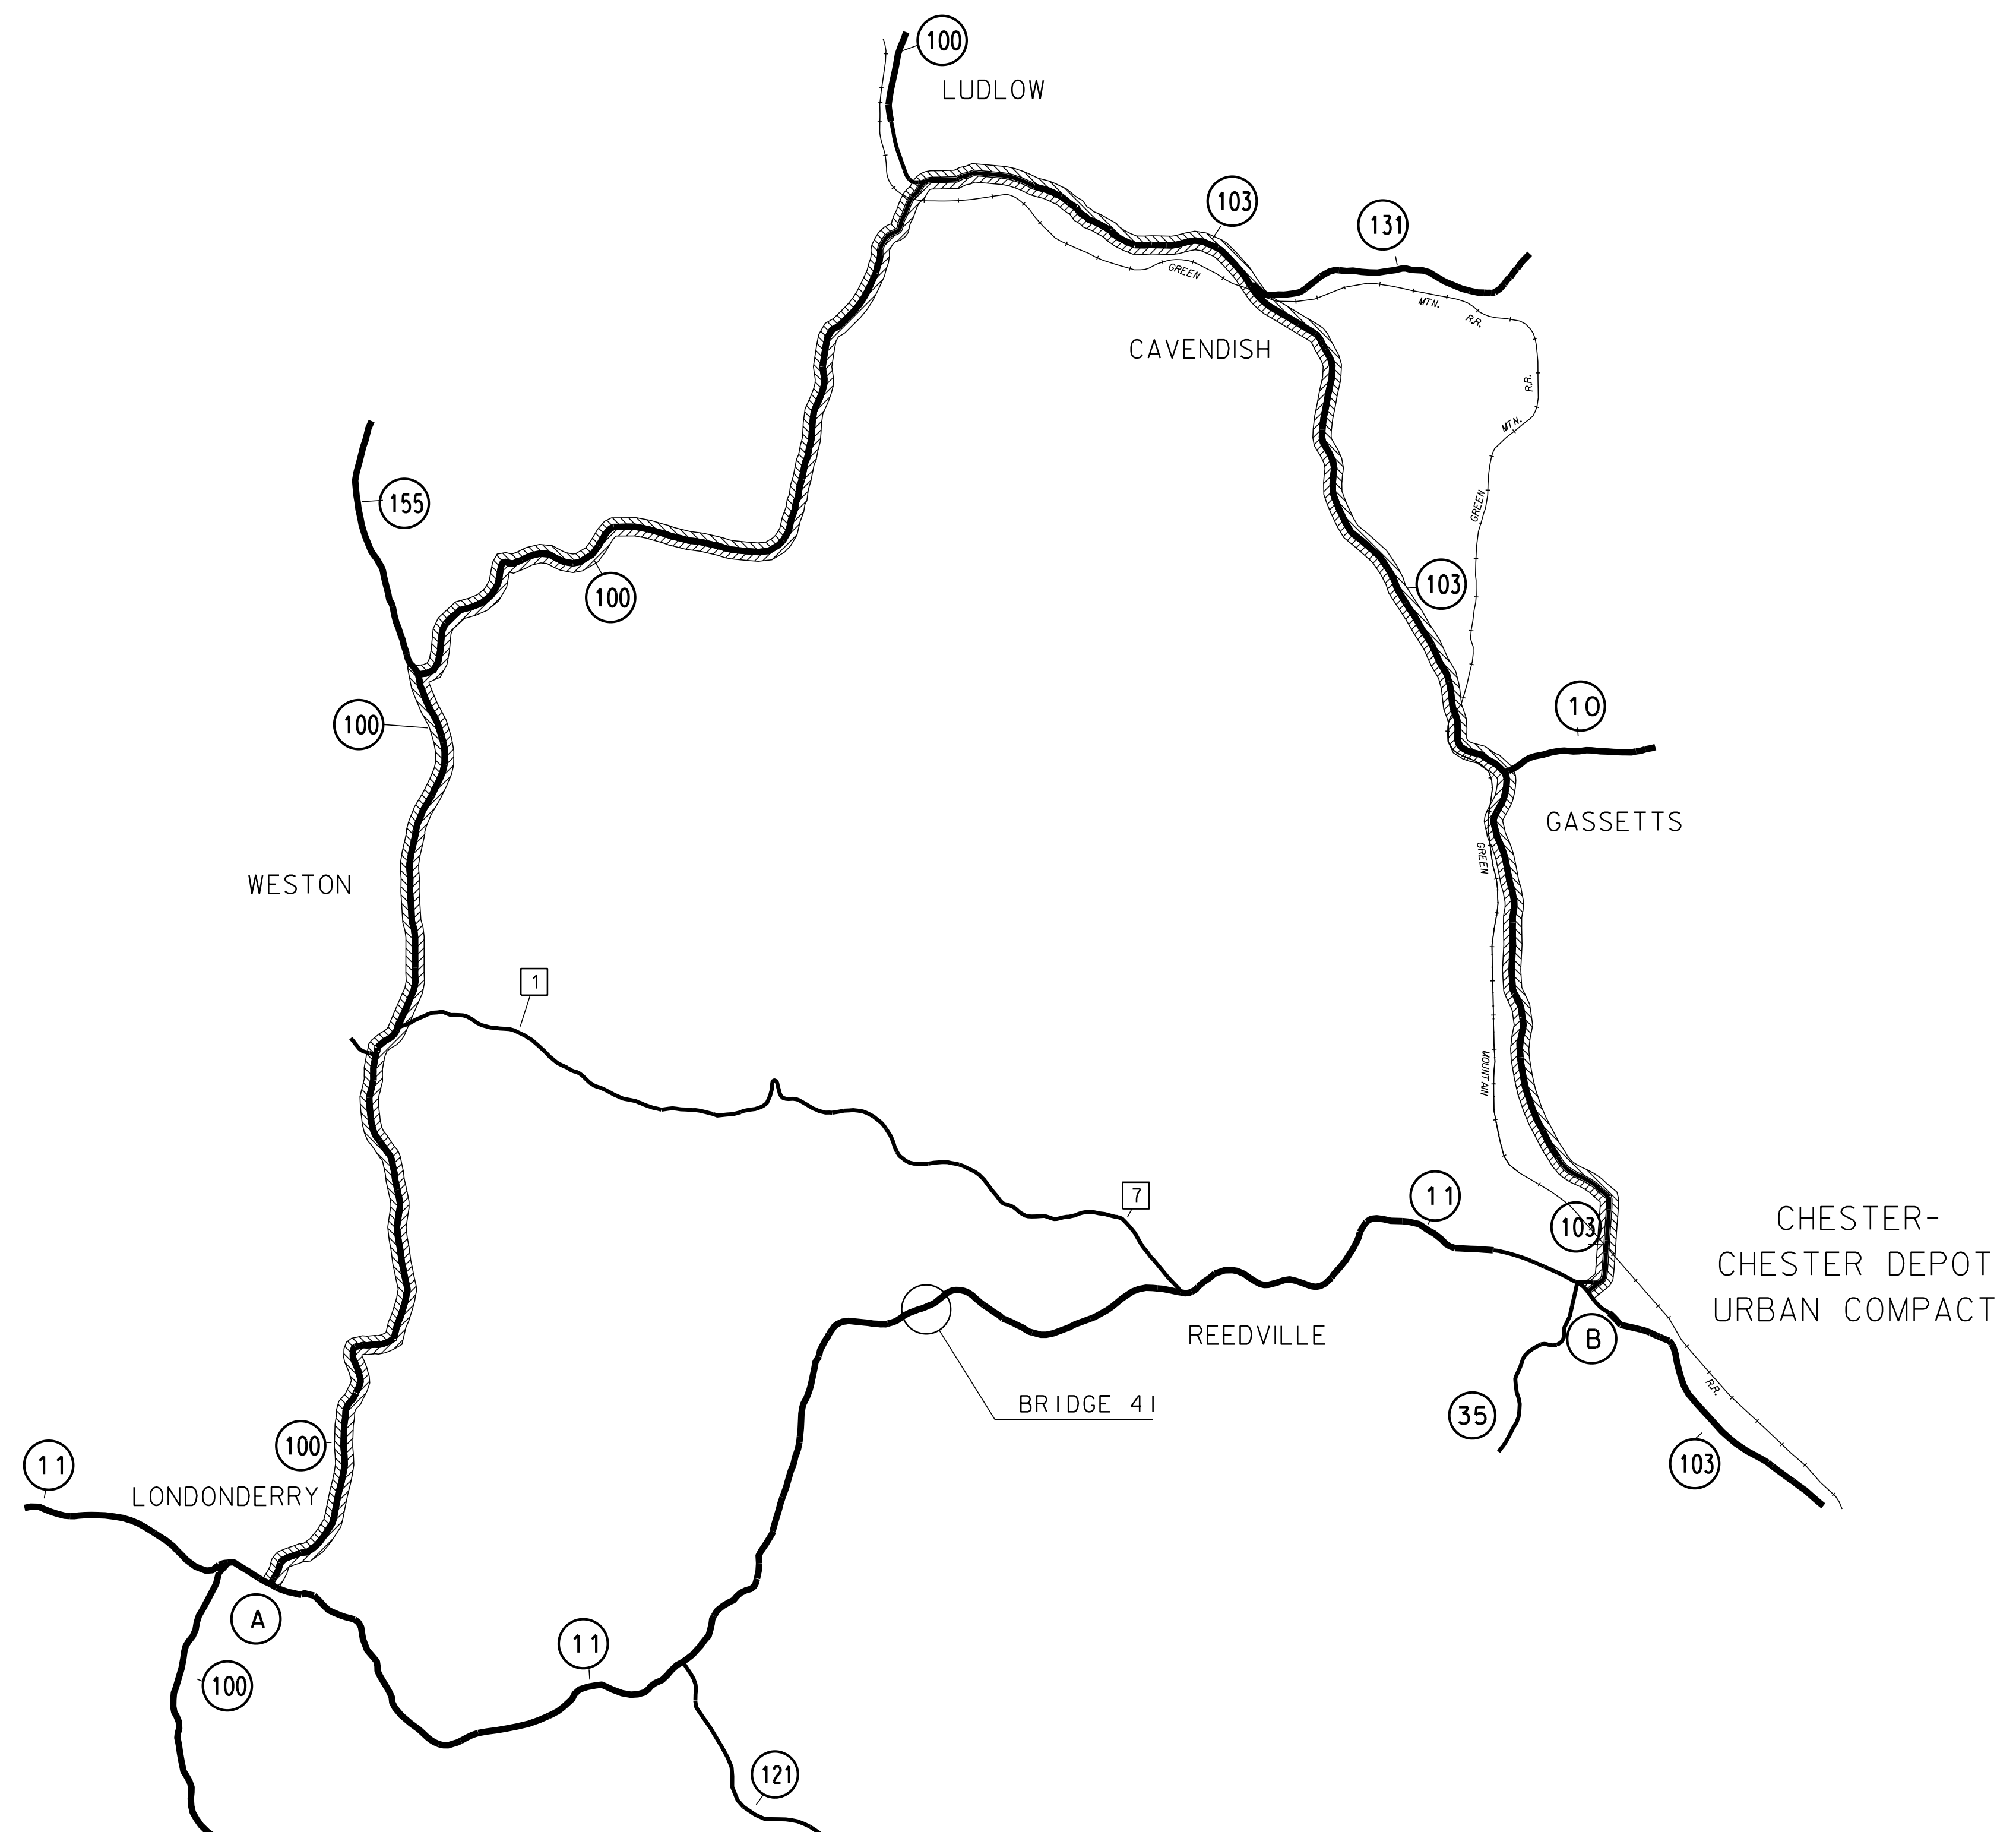 100
LUDLOW
103
131
GREEN
MTN.
R.R.
CAVENDISH
R.R.
MTN.
155
GREEN
103
100
10
100
GASSETTS
GREEN
WESTON
1
MOUNTAIN
7
11
103
CHESTER-
CHESTER DEPOT
URBAN COMPACT
REEDVILLE
B
BRIDGE 41
R.R.
35
100
103
11
LONDONDERRY
A
11
100
121